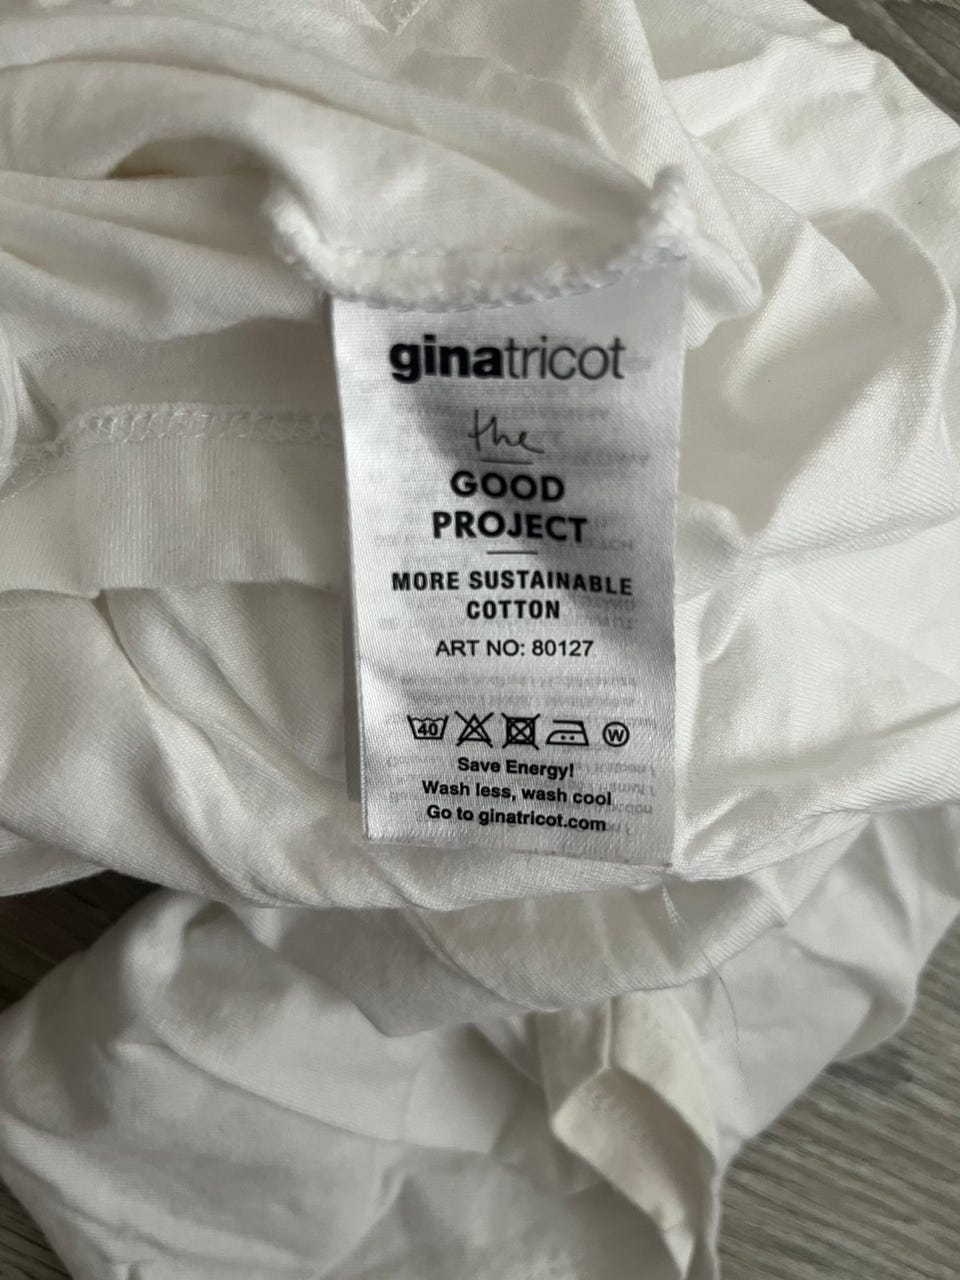 ginatricot
the
GOOD
PROJECT
MORE SUSTAINABLE
COTTON
ART NO: 80127
40 W
Save Energy!
Wash less, wash cool
Go to ginatricot.com